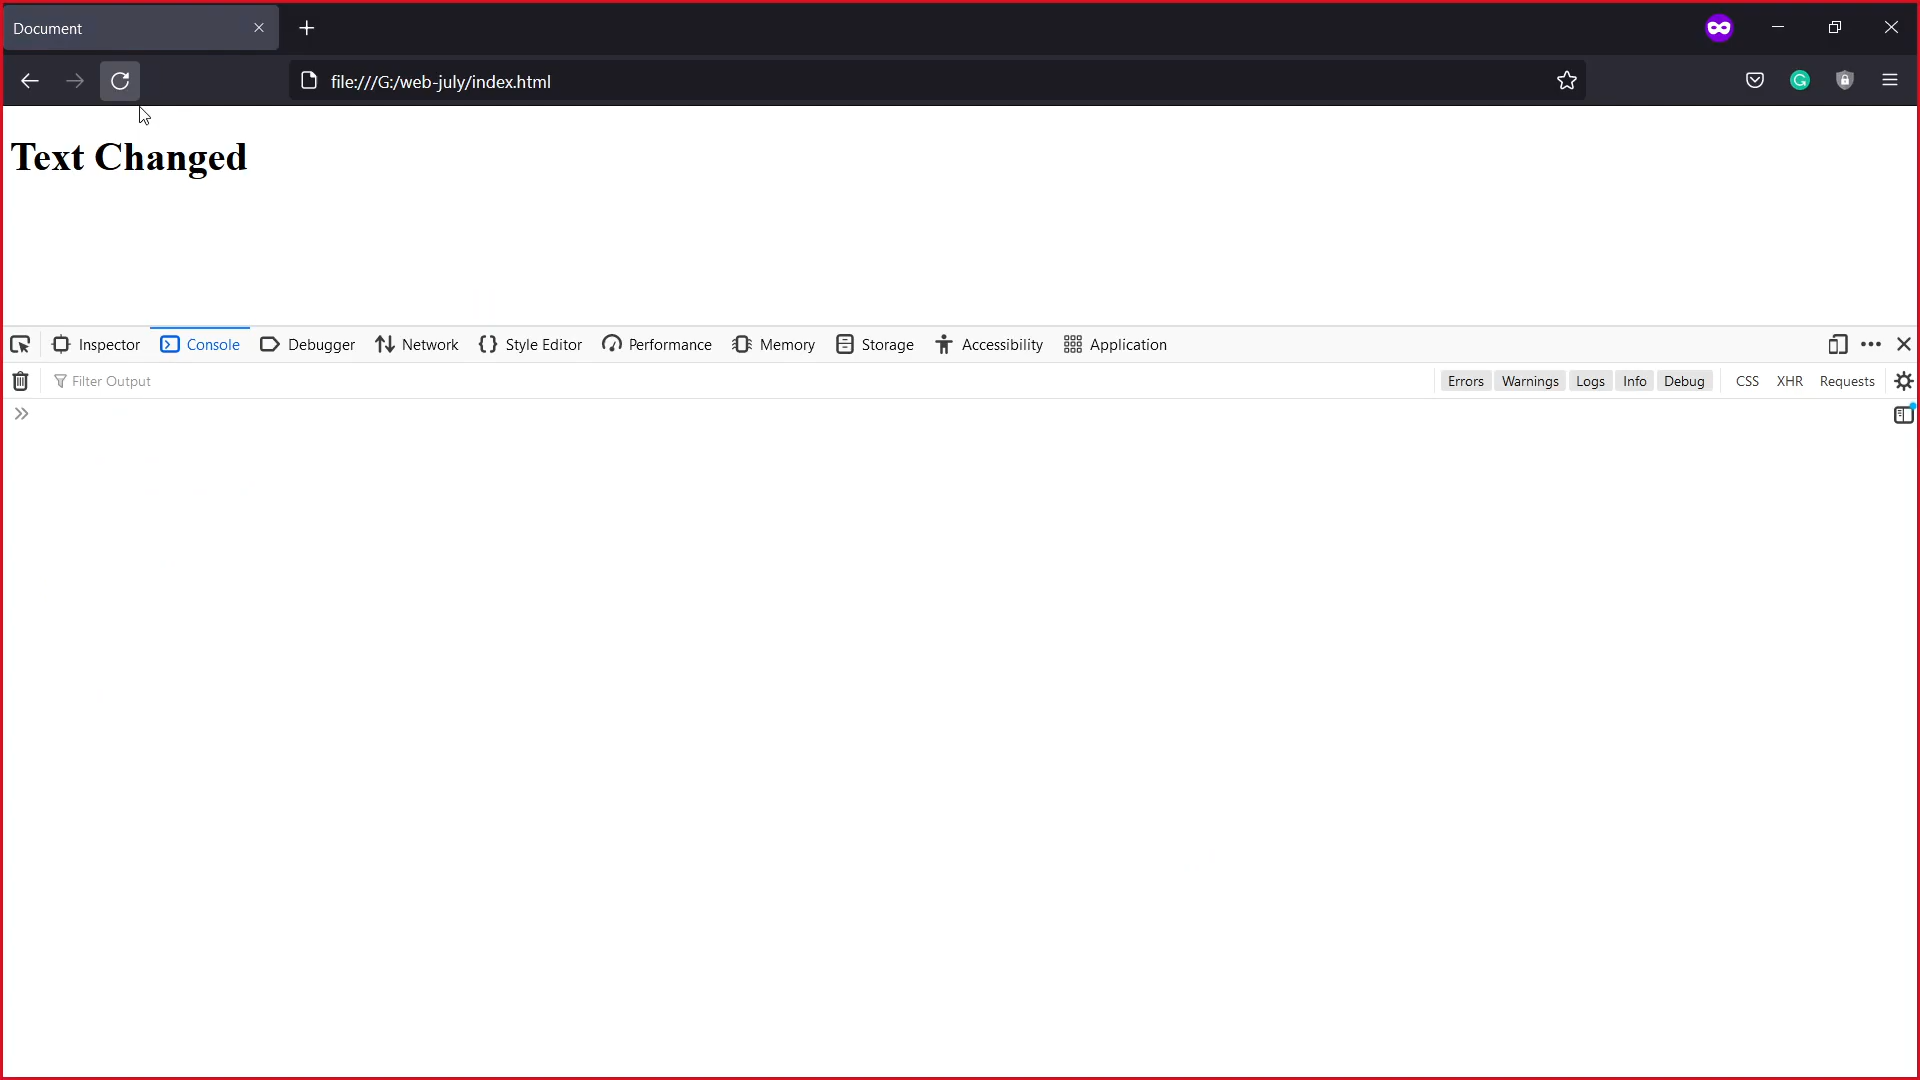 Document
file:///G:/web-july/index.html
Text Changed
Inspector Console Debugger Network Style Editor Performance Memory Storage Accessibility Application
Filter Output Errors Warnings Logs Info Debug CSS XHR Requests